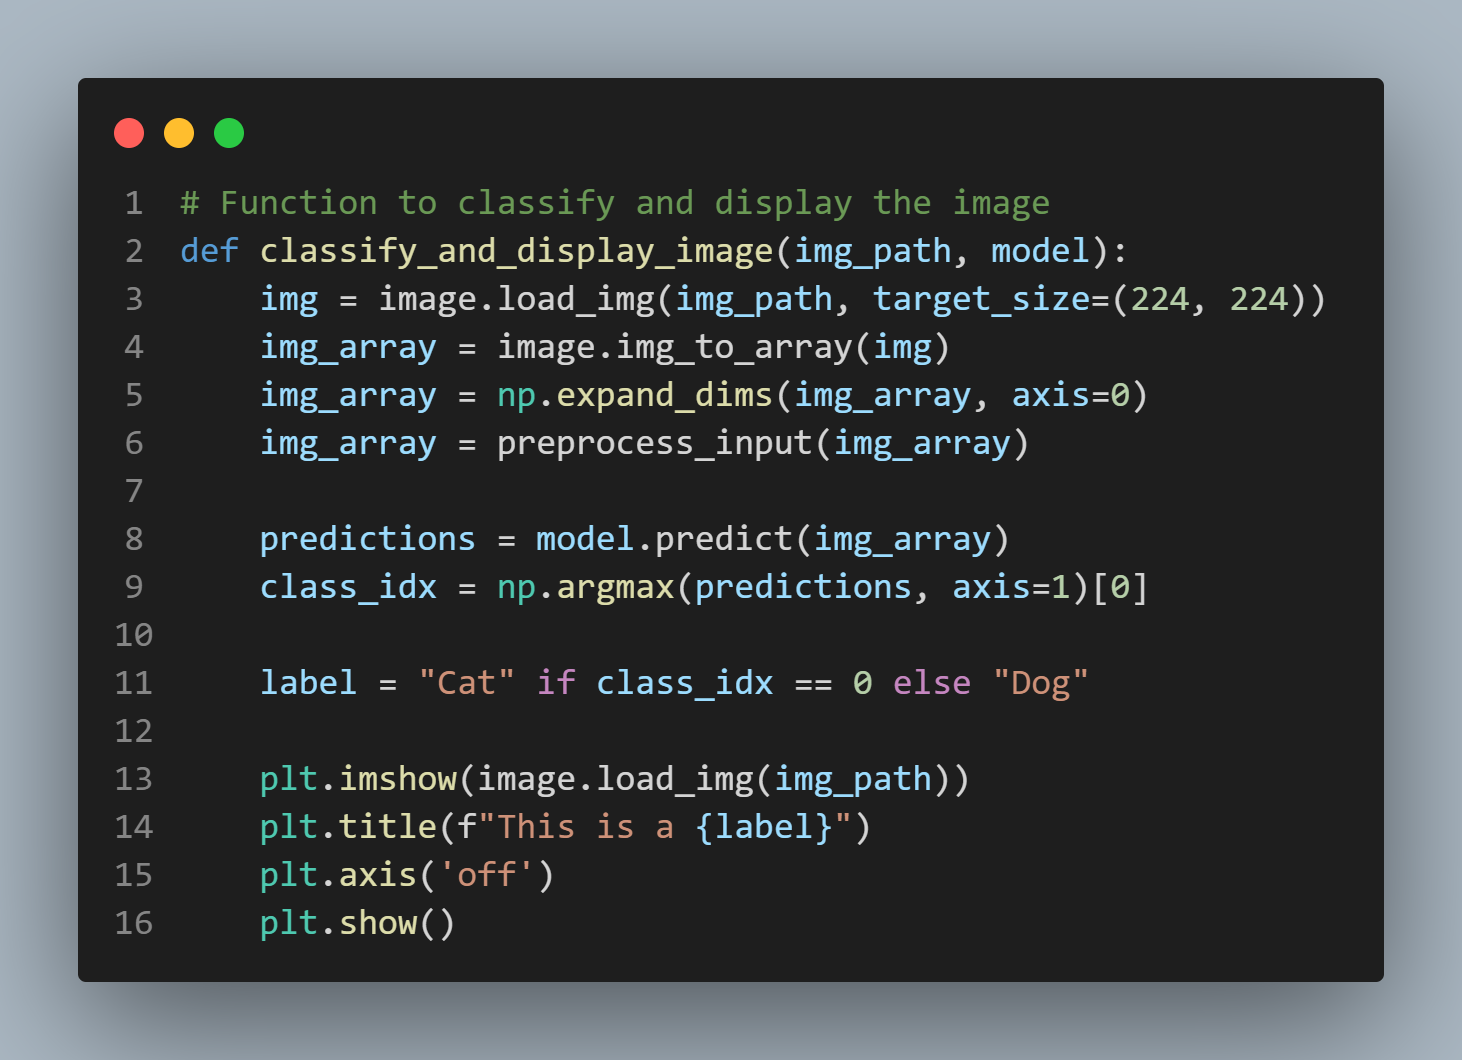 1 # Function to classify and display the image
2 def classify_and_display_image(img_path, model):
3     img = image.load_img(img_path, target_size=(224, 224))
4     img_array = image.img_to_array(img)
5     img_array = np.expand_dims(img_array, axis=0)
6     img_array = preprocess_input(img_array)
7
8     predictions = model.predict(img_array)
9     class_idx = np.argmax(predictions, axis=1)[0]
10
11     label = "Cat" if class_idx == 0 else "Dog"
12
13     plt.imshow(image.load_img(img_path))
14     plt.title(f"This is a {label}")
15     plt.axis('off')
16     plt.show()